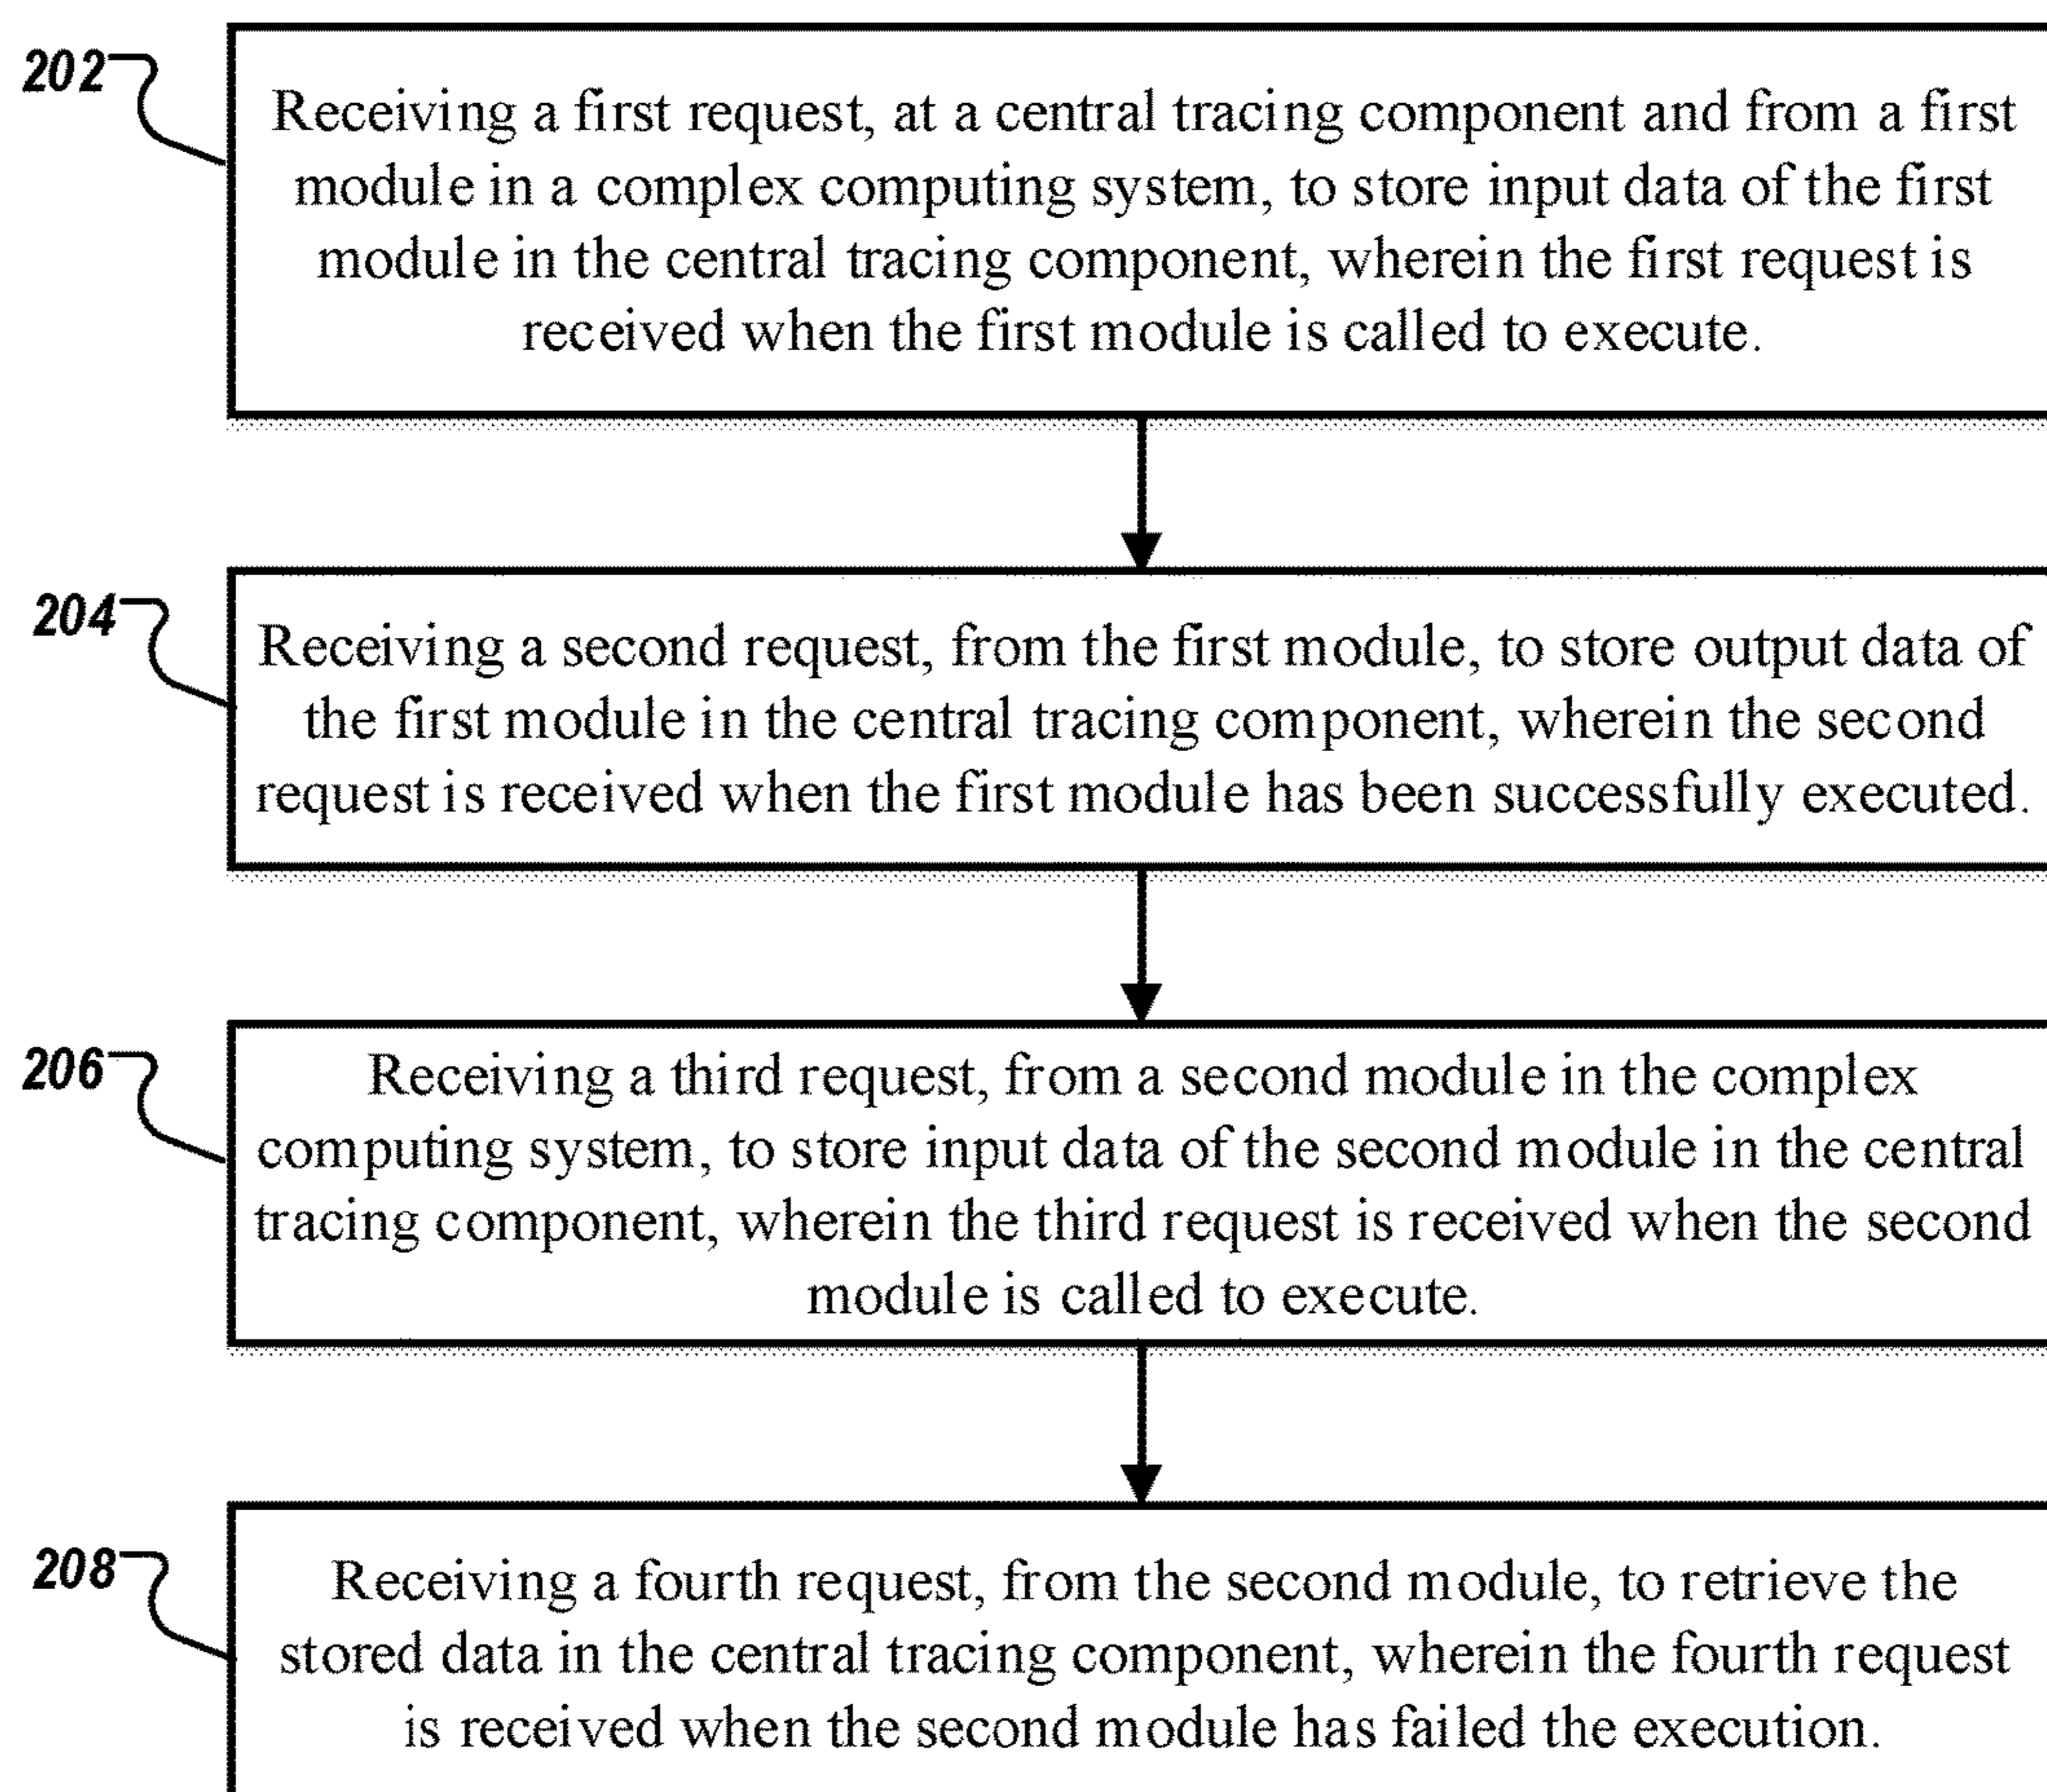 202
Receiving a first request, at a central tracing component and from a first
module in a complex computing system, to store input data of the first
module in the central tracing component, wherein the first request is
received when the first module is called to execute.
204
Receiving a second request, from the first module, to store output data of
the first module in the central tracing component, wherein the second
request is received when the first module has been successfully executed.
206
Receiving a third request, from a second module in the complex
computing system, to store input data of the second module in the central
tracing component, wherein the third request is received when the second
module is called to execute.
208
Receiving a fourth request, from the second module, to retrieve the
stored data in the central tracing component, wherein the fourth request
is received when the second module has failed the execution.